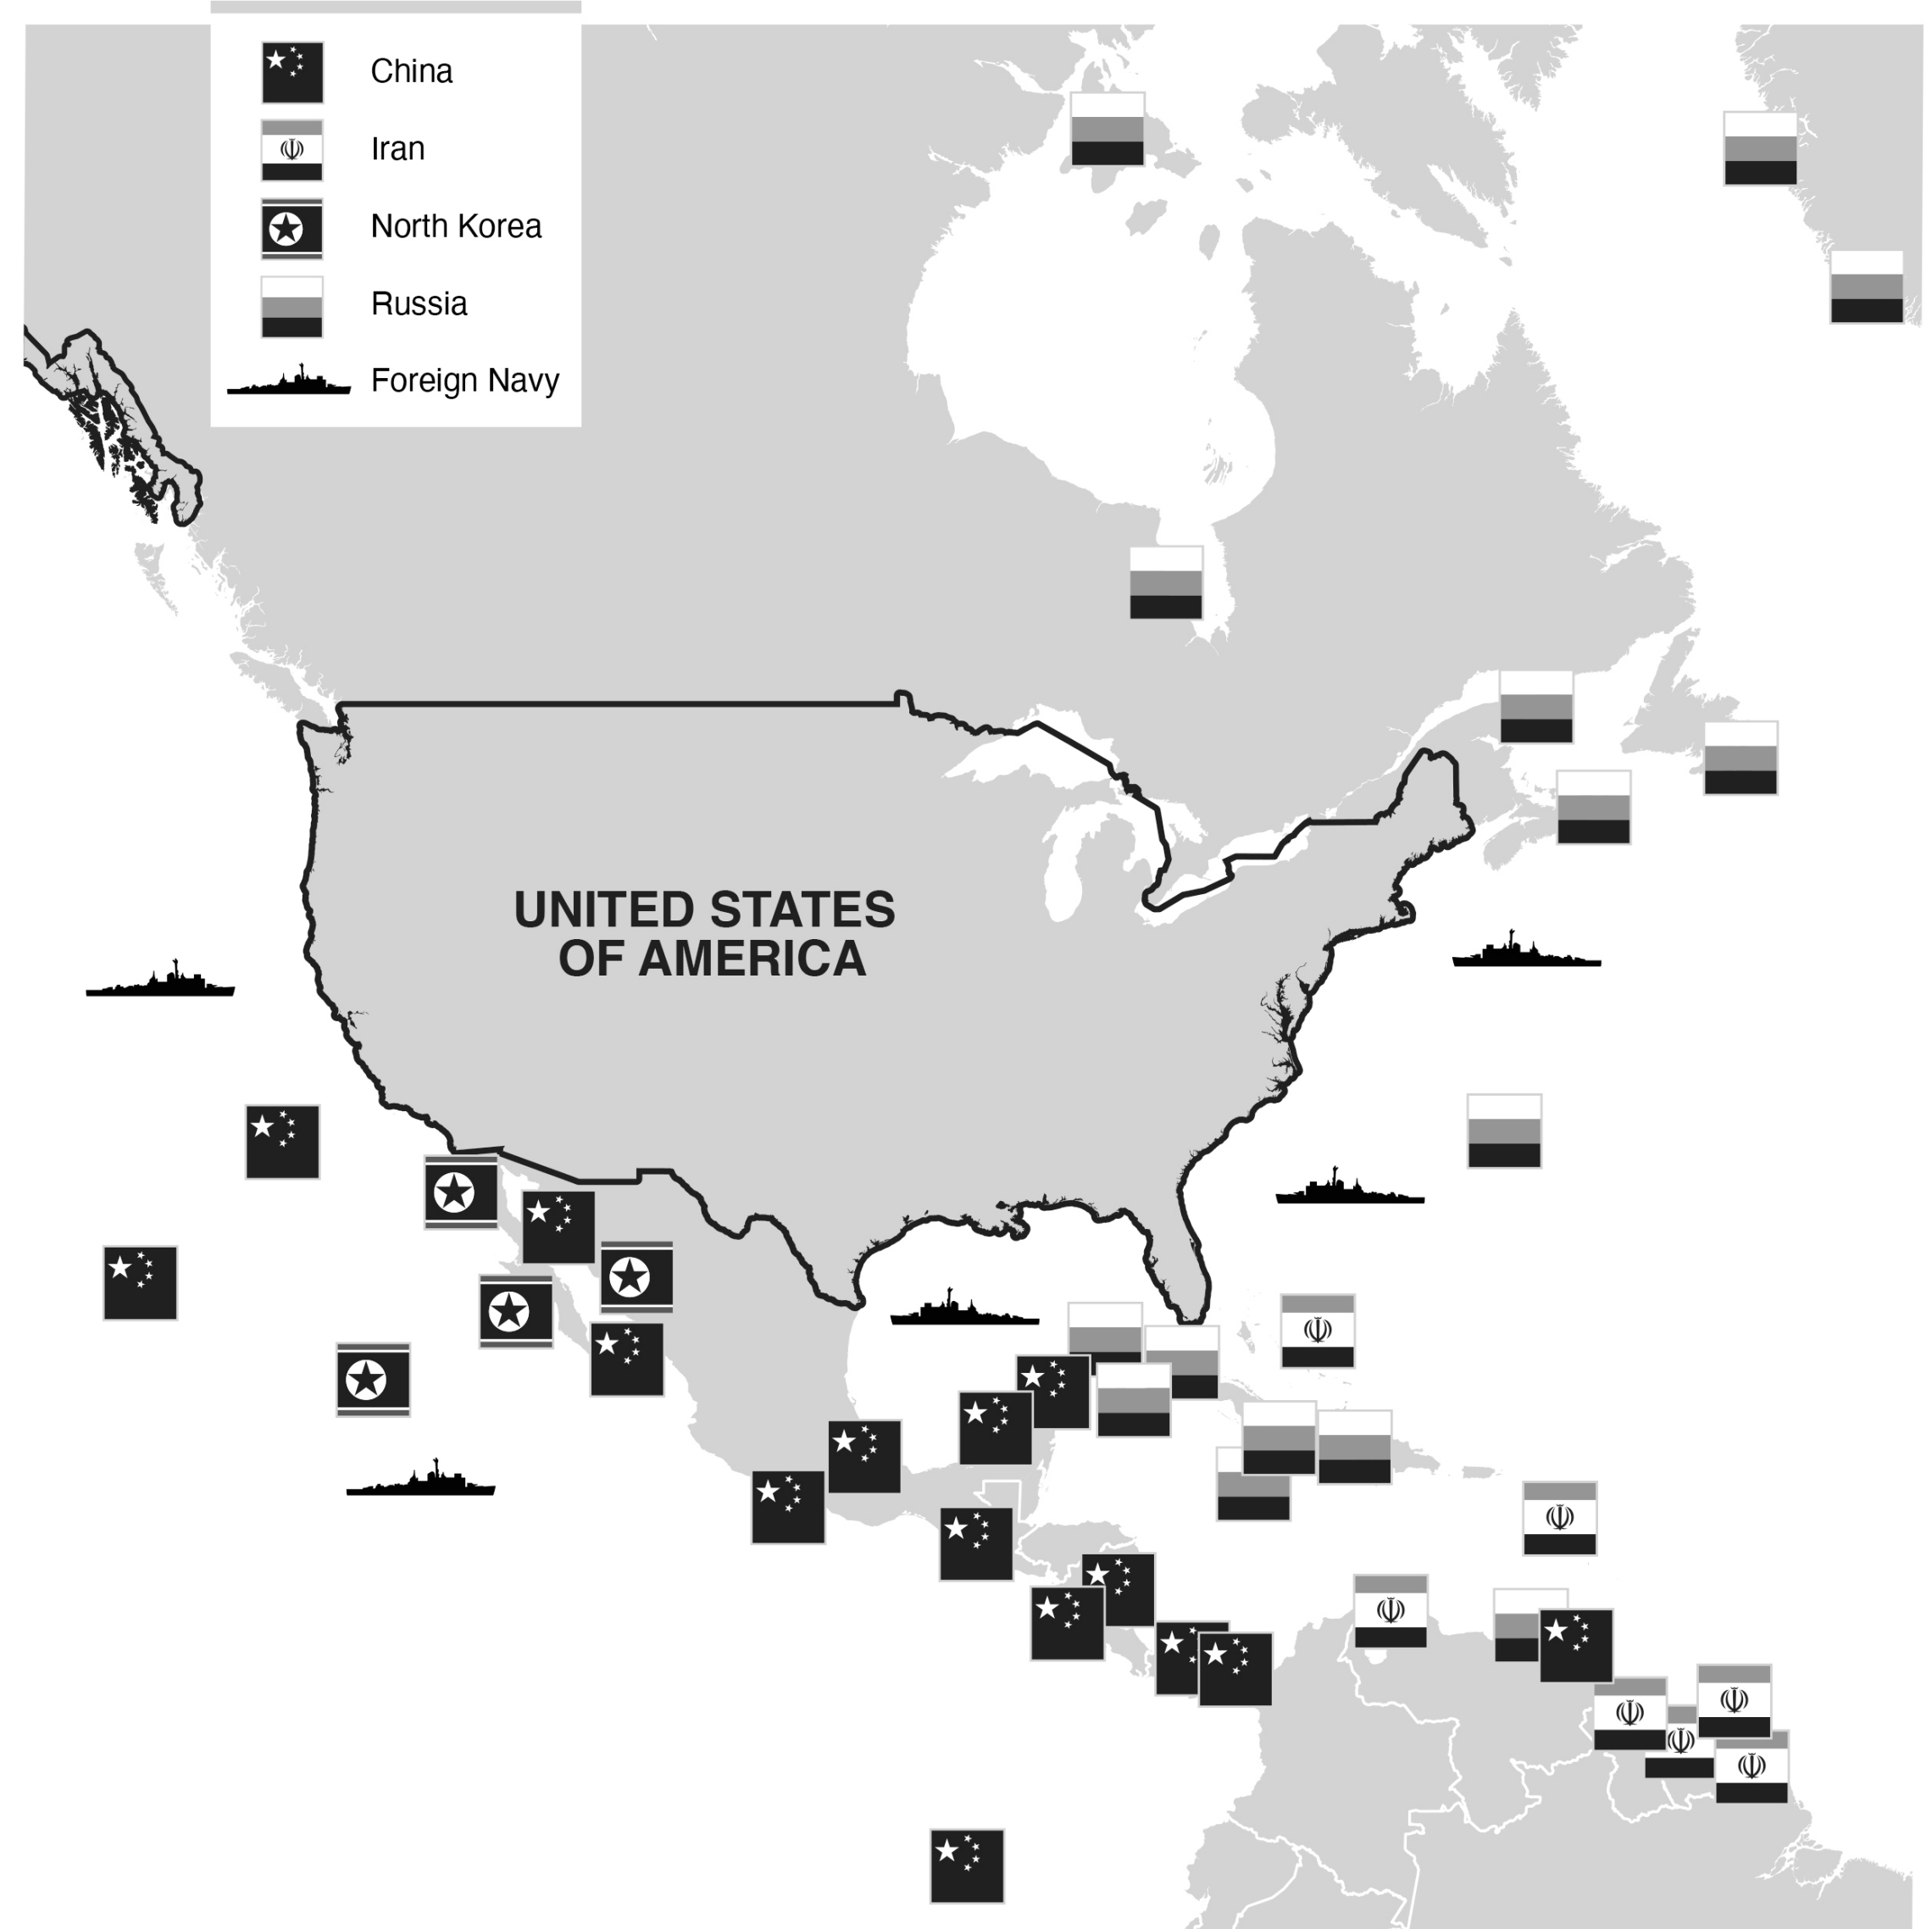 China
Iran
North Korea
Russia
Foreign Navy
UNITED STATES
OF AMERICA